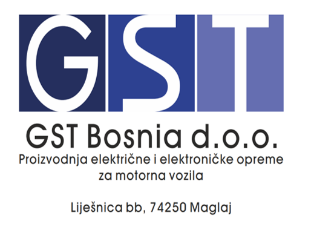 GST
GST Bosnia d.o.o.
Proizvodnja električne i elektroničke opreme
za motorna vozila
Liješnica bb, 74250 Maglaj